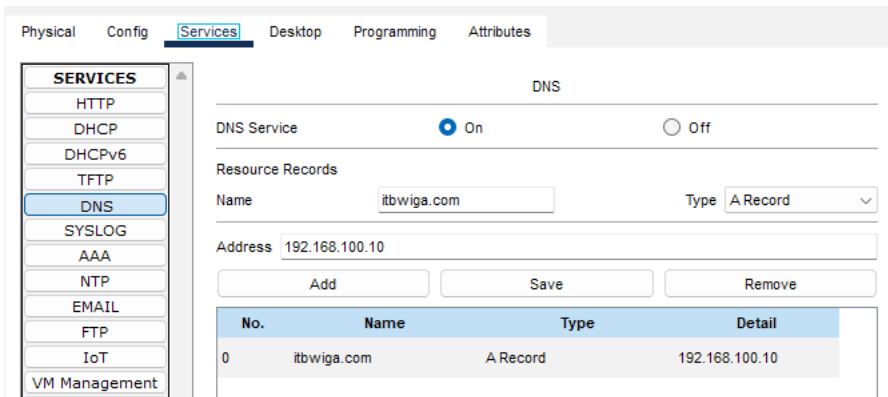 Physical Config Services Desktop Programming Attributes
SERVICES
HTTP
DHCP
DHCPv6
TFTP
DNS
SYSLOG
AAA
NTP
EMAIL
FTP
IoT
VM Management
DNS
DNS Service On Off
Resource Records
Name itbwiga.com Type A Record
Address 192.168.100.10
Add Save Remove
No. Name Type Detail
0 itbwiga.com A Record 192.168.100.10